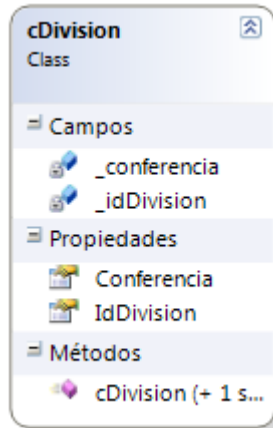 cDivision
Class
Campos
_conferencia
_idDivision
Propiedades
Conferencia
IdDivision
Métodos
cDivision (+ 1 s...